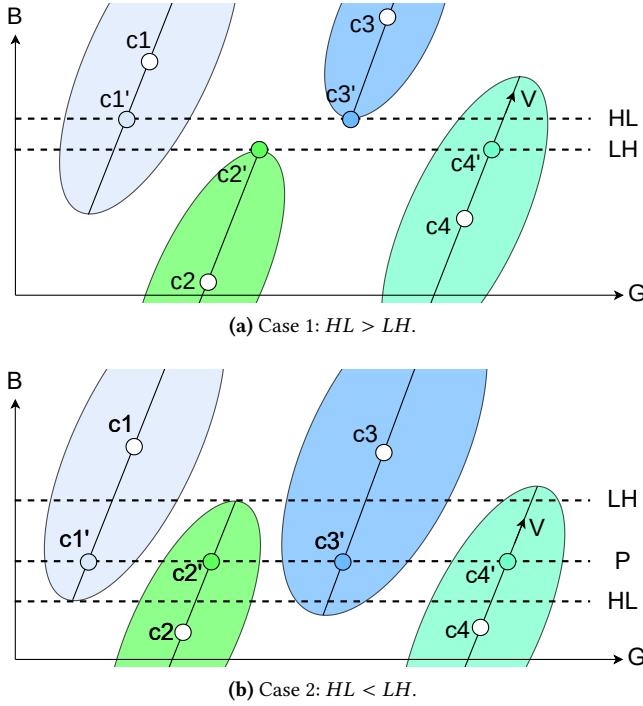 B
c1
c3
c1'
c3'
V
HL
LH
c2'
c4'
c4
c2
G
(a) Case 1: HL > LH.
B
c1
c3
LH
V
c1'
c2'
c3'
c4'
P
HL
c2
c4
G
(b) Case 2: HL < LH.